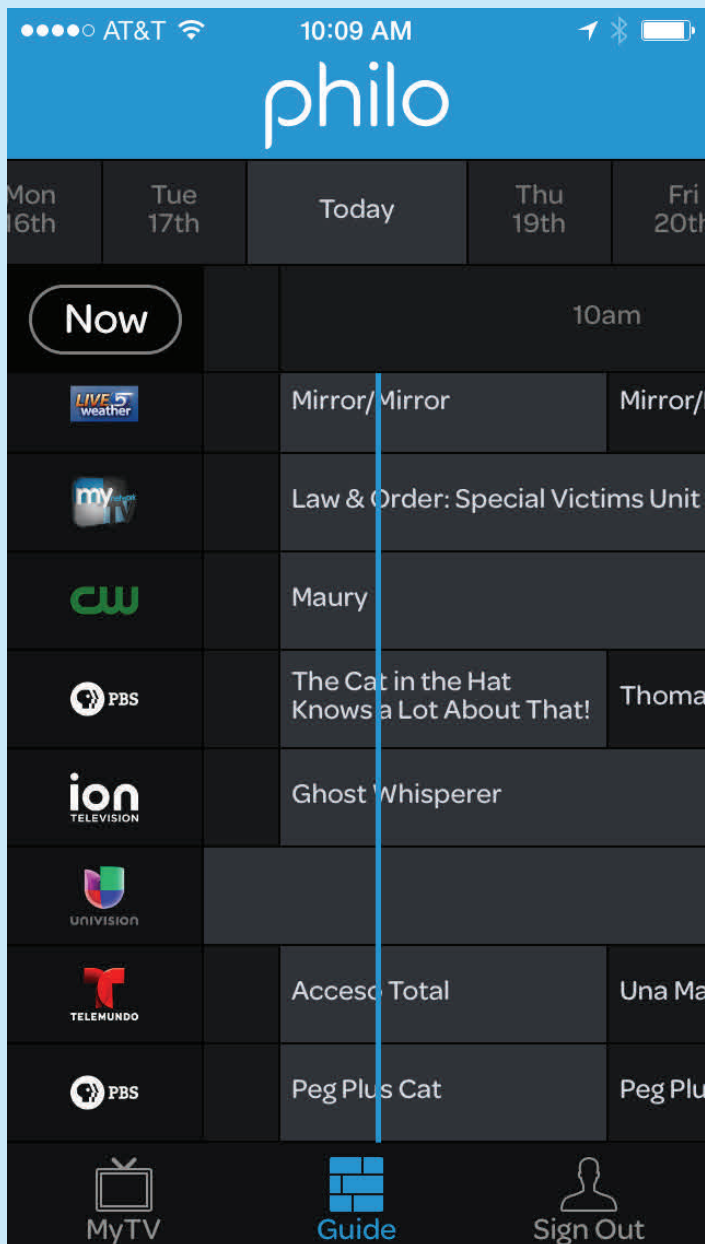 AT&T 10:09 AM
philo
Mon Tue Today Thu Fri
16th 17th 19th 20th
Now 10am
LIVE 5 weather Mirror/Mirror Mirror/
my network TV Law & Order: Special Victims Unit
CW Maury
PBS The Cat in the Hat
Knows a Lot About That! Thoma
ion
TELEVISION Ghost Whisperer
UNIVISION
TELEMUNDO Acceso Total Una Ma
PBS Peg Plus Cat Peg Plu
MyTV Guide Sign Out